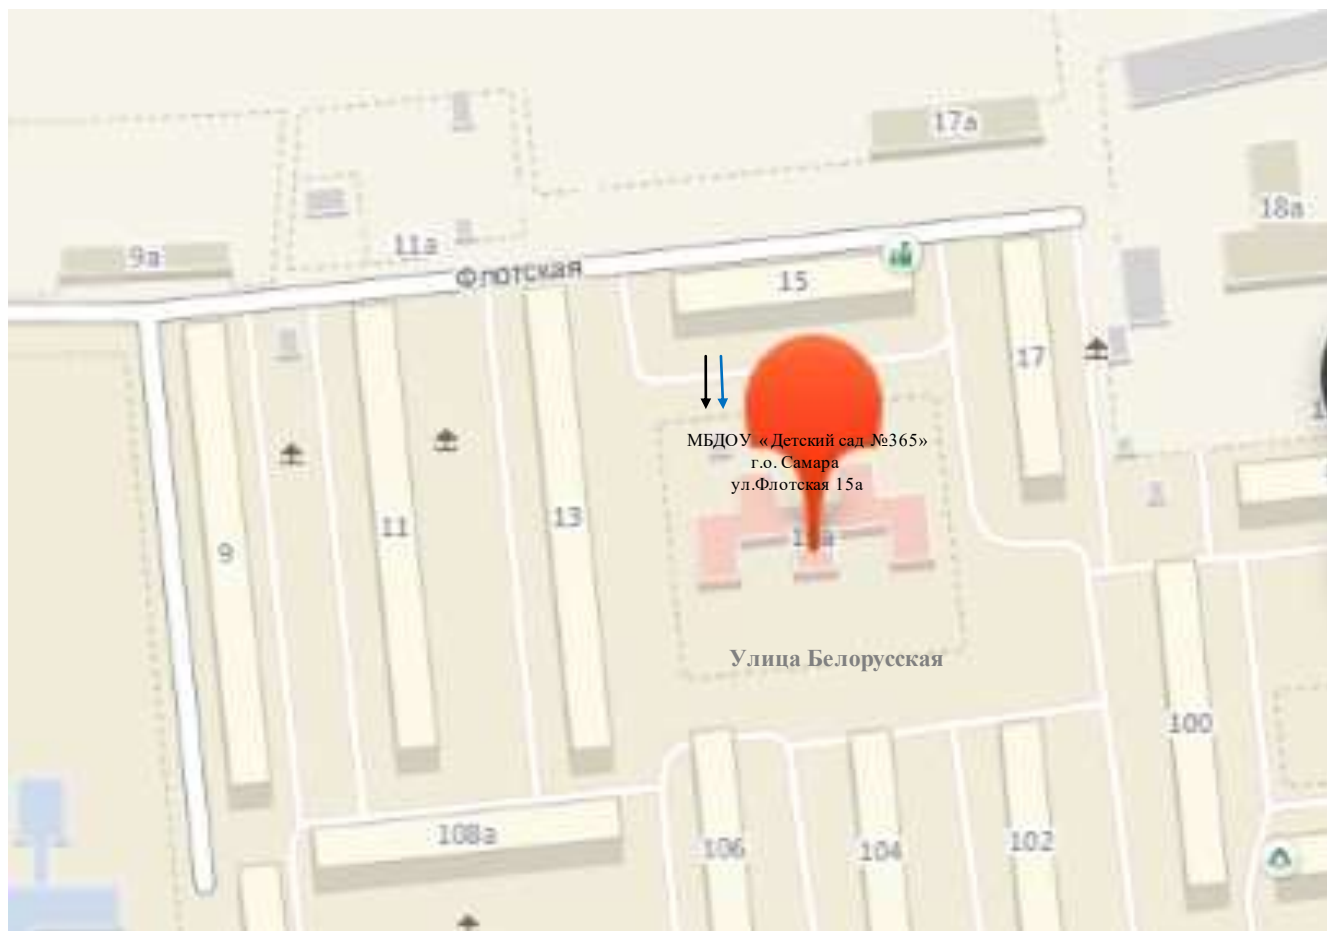 17а
18а
9а
11а
Флотская
15
17
МБДОУ «Детский сад №365»
г.о. Самара
ул.Флотская 15а
13
11
9
Улица Белорусская
100
108а
106
104
102